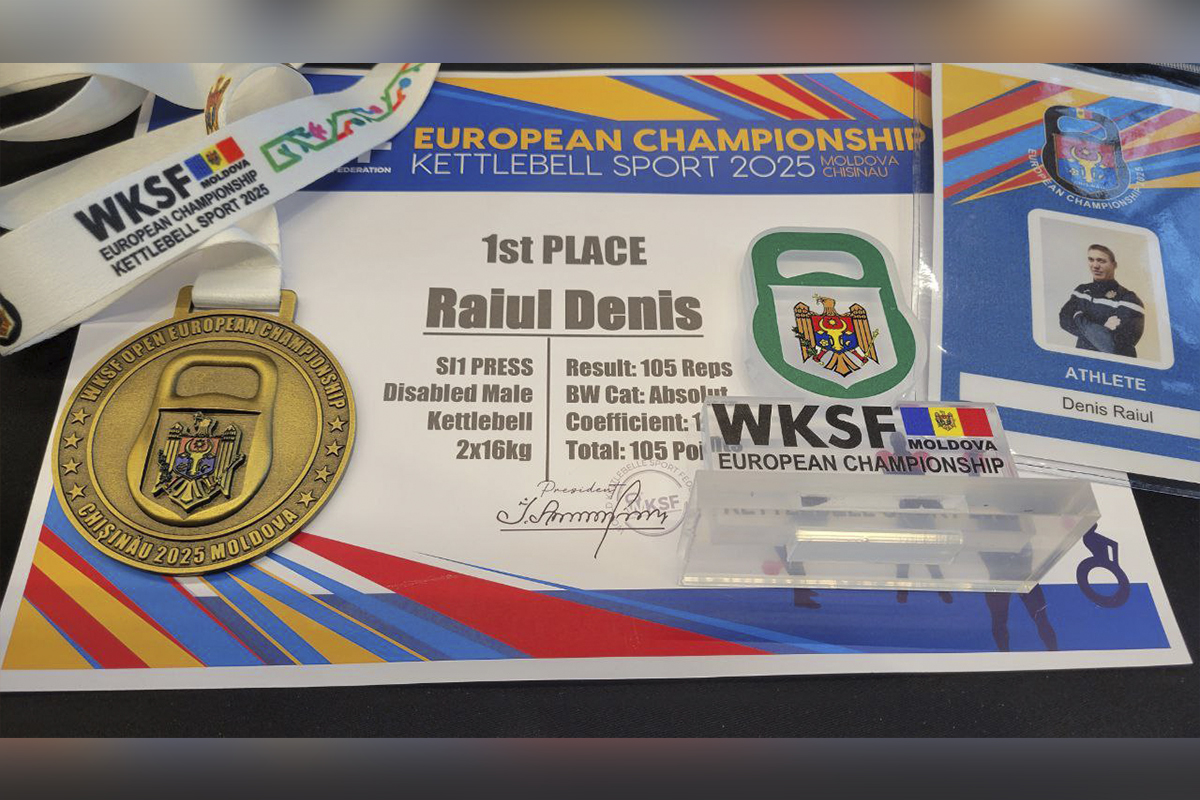 WKSF
MOLDOVA
EUROPEAN CHAMPIONSHIP
KETTLEBELL SPORT 2025
WKSF OPEN EUROPEAN CHAMPIONSHIP
CHIȘINĂU 2025 MOLDOVA
FEDERATION
EUROPEAN CHAMPIONSHIP
KETTLEBELL SPORT 2025 MOLDOVA CHISINAU
1st PLACE
Raiul Denis
SI1 PRESS
Disabled Male
Kettlebell
2x16kg
Result: 105 Reps
BW Cat: Absolut
Coefficient:
Total: 105
President
WKSF
WKSF
MOLDOVA
EUROPEAN CHAMPIONSHIP
EUROPEAN CHAMPIONSHIP
ATHLETE
Denis Raiul